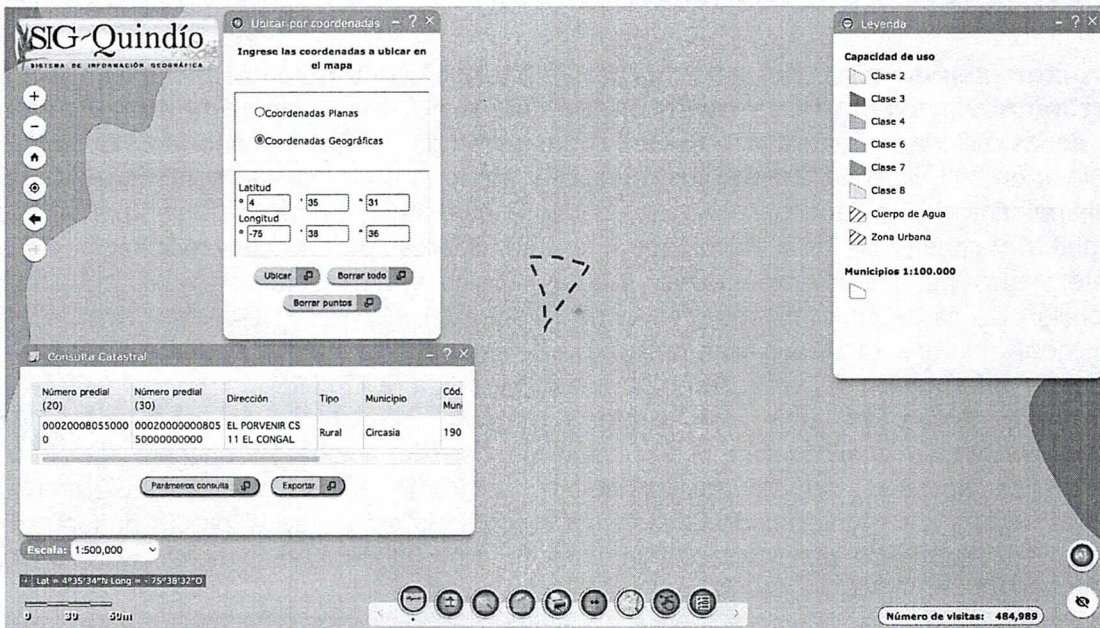 SIG-Quindío
SISTEMA DE INFORMACIÓN GEOGRÁFICA
Ubicar por coordenadas
Ingrese las coordenadas a ubicar en
el mapa
Coordenadas Planas
Coordenadas Geográficas
Latitud
° 4 ' 35 " 31
Longitud
° -75 ' 38 " 36
Ubicar
Borrar todo
Borrar puntos
Leyenda
Capacidad de uso
Clase 2
Clase 3
Clase 4
Clase 6
Clase 7
Clase 8
Cuerpo de Agua
Zona Urbana
Municipios 1:100.000
Consulta Catastral
Número predial Número predial Dirección Tipo Municipio Cód.
(20) (30) Muni
00020008055000 00020000000805 EL PORVENIR CS Rural Circasia 190
0 50000000000 11 EL CONGAL
Parámetros consulta
Exportar
Escala: 1:500,000
Lat = 4°35'34"N Long = - 75°38'32"O
0 30 50m
Número de visitas: 484,989